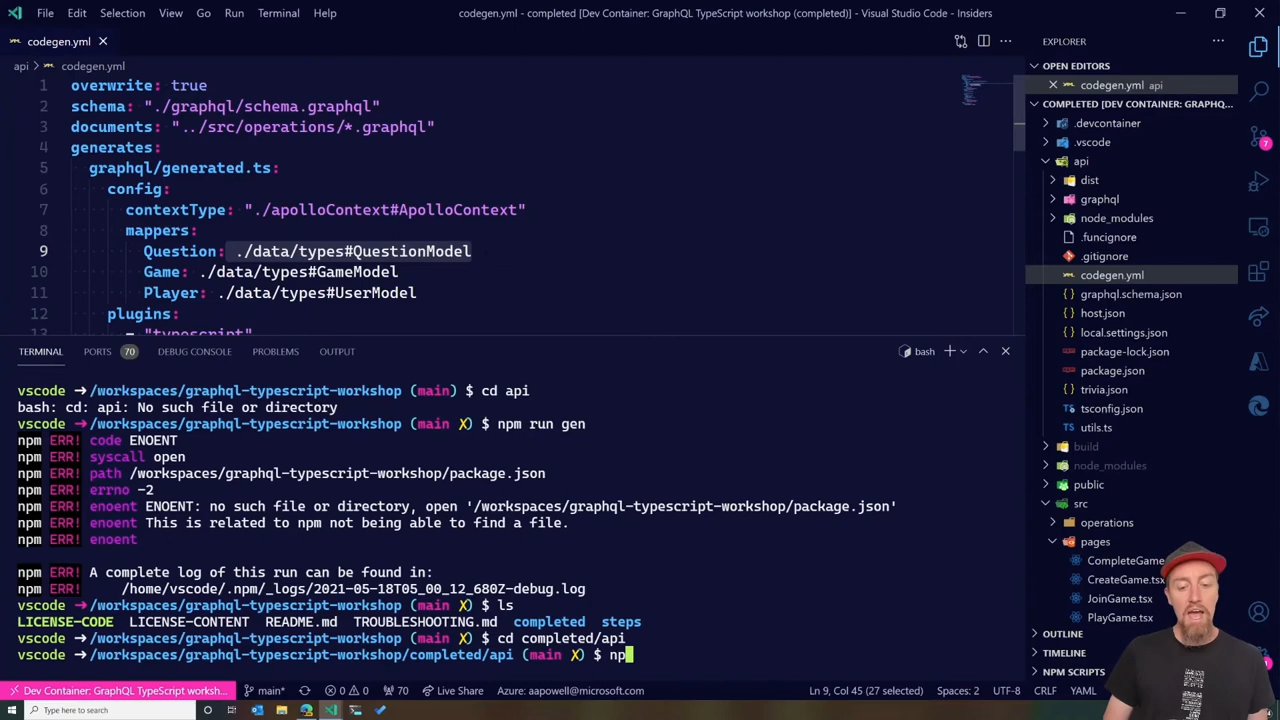 File Edit Selection View Go Run Terminal Help
codegen.yml - completed [Dev Container: GraphQL TypeScript workshop (completed)] - Visual Studio Code - Insiders
codegen.yml
api > codegen.yml
1 overwrite: true
2 schema: "./graphql/schema.graphql"
3 documents: "../src/operations/*.graphql"
4 generates:
5 graphql/generated.ts:
6 config:
7 contextType: "./apolloContext#ApolloContext"
8 mappers:
9 Question: ./data/types#QuestionModel
10 Game: ./data/types#GameModel
11 Player: ./data/types#UserModel
12 plugins:
13 - "typescript"
TERMINAL PORTS 70 DEBUG CONSOLE PROBLEMS OUTPUT
bash
vscode ➜ /workspaces/graphql-typescript-workshop (main) $ cd api
bash: cd: api: No such file or directory
vscode ➜ /workspaces/graphql-typescript-workshop (main ✗) $ npm run gen
npm ERR! code ENOENT
npm ERR! syscall open
npm ERR! path /workspaces/graphql-typescript-workshop/package.json
npm ERR! errno -2
npm ERR! enoent ENOENT: no such file or directory, open '/workspaces/graphql-typescript-workshop/package.json'
npm ERR! enoent This is related to npm not being able to find a file.
npm ERR! enoent
npm ERR! A complete log of this run can be found in:
npm ERR! /home/vscode/.npm/_logs/2021-05-18T05_00_12_680Z-debug.log
vscode ➜ /workspaces/graphql-typescript-workshop (main ✗) $ ls
LICENSE-CODE LICENSE-CONTENT README.md TROUBLESHOOTING.md completed steps
vscode ➜ /workspaces/graphql-typescript-workshop (main ✗) $ cd completed/api
vscode ➜ /workspaces/graphql-typescript-workshop/completed/api (main ✗) $ np
EXPLORER
OPEN EDITORS
codegen.yml api
COMPLETED [DEV CONTAINER: GRAPHQ...
.devcontainer
.vscode
api
dist
graphql
node_modules
.funcignore
.gitignore
codegen.yml
graphql.schema.json
host.json
local.settings.json
package-lock.json
package.json
trivia.json
tsconfig.json
utils.ts
build
node_modules
public
src
operations
pages
CompleteGame
CreateGame.tsx
JoinGame.tsx
PlayGame.tsx
OUTLINE
TIMELINE
NPM SCRIPTS
7
Dev Container: GraphQL TypeScript worksh... main* 0 0 70 Live Share Azure: aapowell@microsoft.com Ln 9, Col 45 (27 selected) Spaces: 2 UTF-8 CRLF YAML
Type here to search